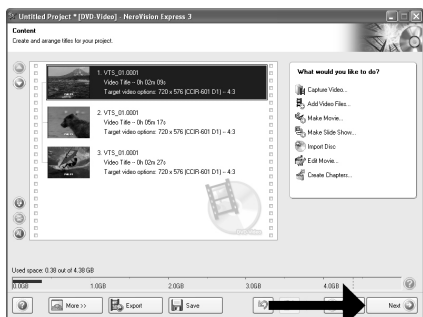 Untitled Project * [DVD-Video] - NeroVision Express 3
Content
Create and arrange titles for your project.
1. VTS_01.0001
Video Title – 0h 02m 09s
Target video options: 720 x 576 (CCIR-601 D1) – 4:3
2. VTS_01.0001
Video Title – 0h 05m 17s
Target video options: 720 x 576 (CCIR-601 D1) – 4:3
3. VTS_01.0001
Video Title – 0h 02m 27s
Target video options: 720 x 576 (CCIR-601 D1) – 4:3
What would you like to do?
Capture Video...
Add Video Files...
Make Movie...
Make Slide Show...
Import Disc
Edit Movie...
Create Chapters...
Used space: 0.38 out of 4.38 GB
0.0GB 1.0GB 2.0GB 3.0GB 4.0GB
More >> Export Save Next